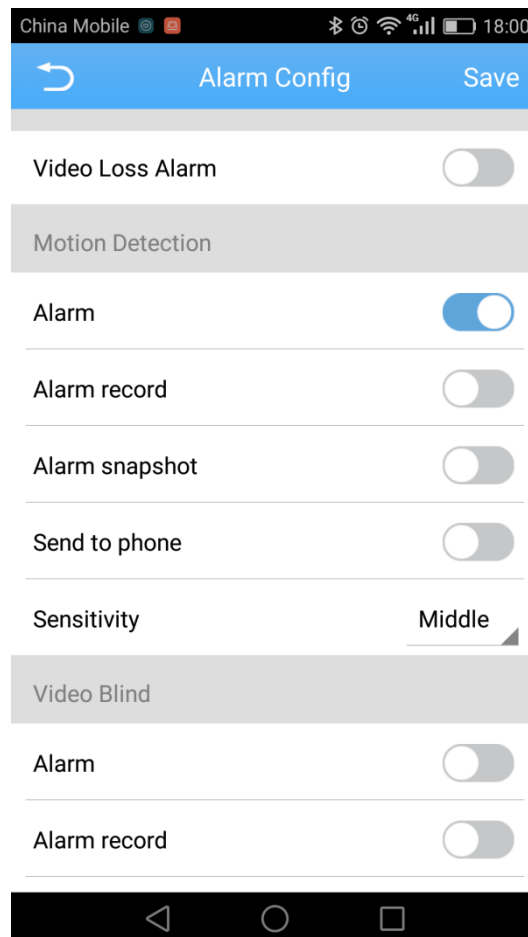 China Mobile 4G 18:00
Alarm Config Save
Video Loss Alarm
Motion Detection
Alarm
Alarm record
Alarm snapshot
Send to phone
Sensitivity Middle
Video Blind
Alarm
Alarm record